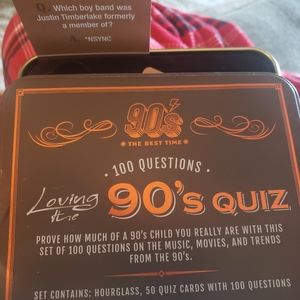 Q. Which boy band was
Justin Timberlake formerly
a member of?
A. *NSYNC
90's
★ THE BEST TIME ★
• 100 QUESTIONS •
Loving
the
90's QUIZ
PROVE HOW MUCH OF A 90'S CHILD YOU REALLY ARE WITH THIS
SET OF 100 QUESTIONS ON THE MUSIC, MOVIES, AND TRENDS
FROM THE 90'S.
SET CONTAINS: HOURGLASS, 50 QUIZ CARDS WITH 100 QUESTIONS